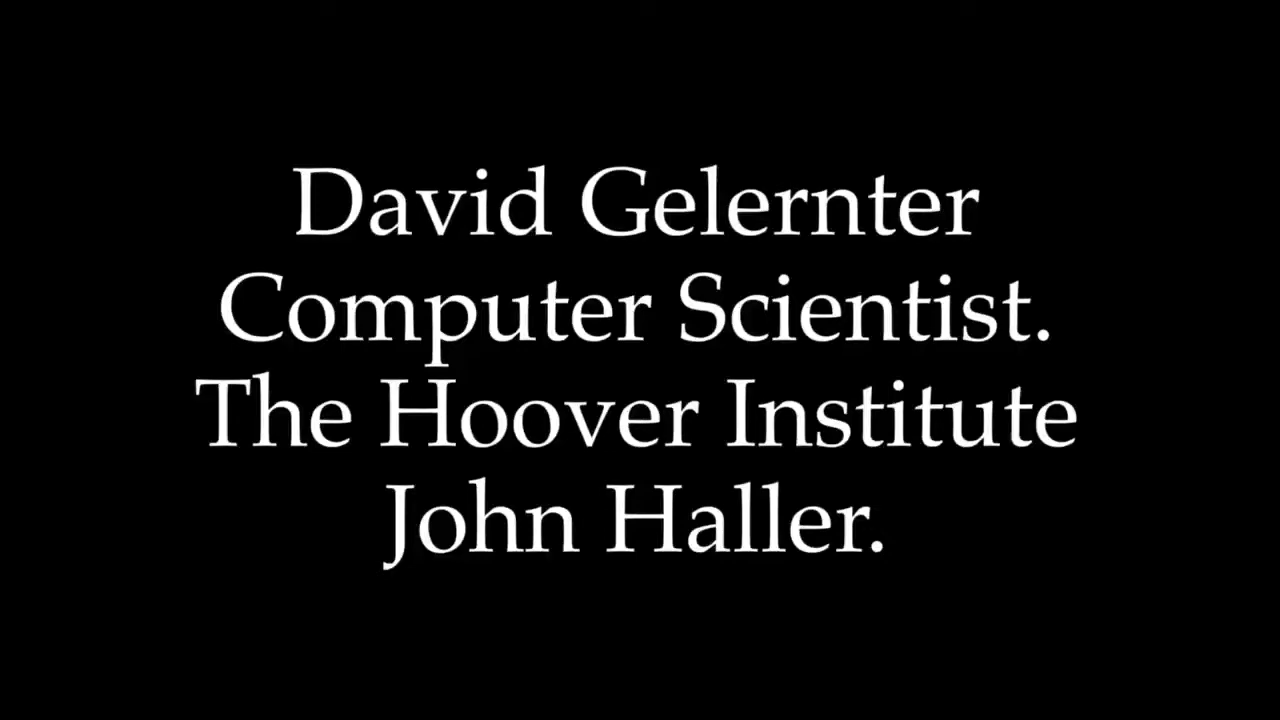 David Gelernter
Computer Scientist.
The Hoover Institute
John Haller.